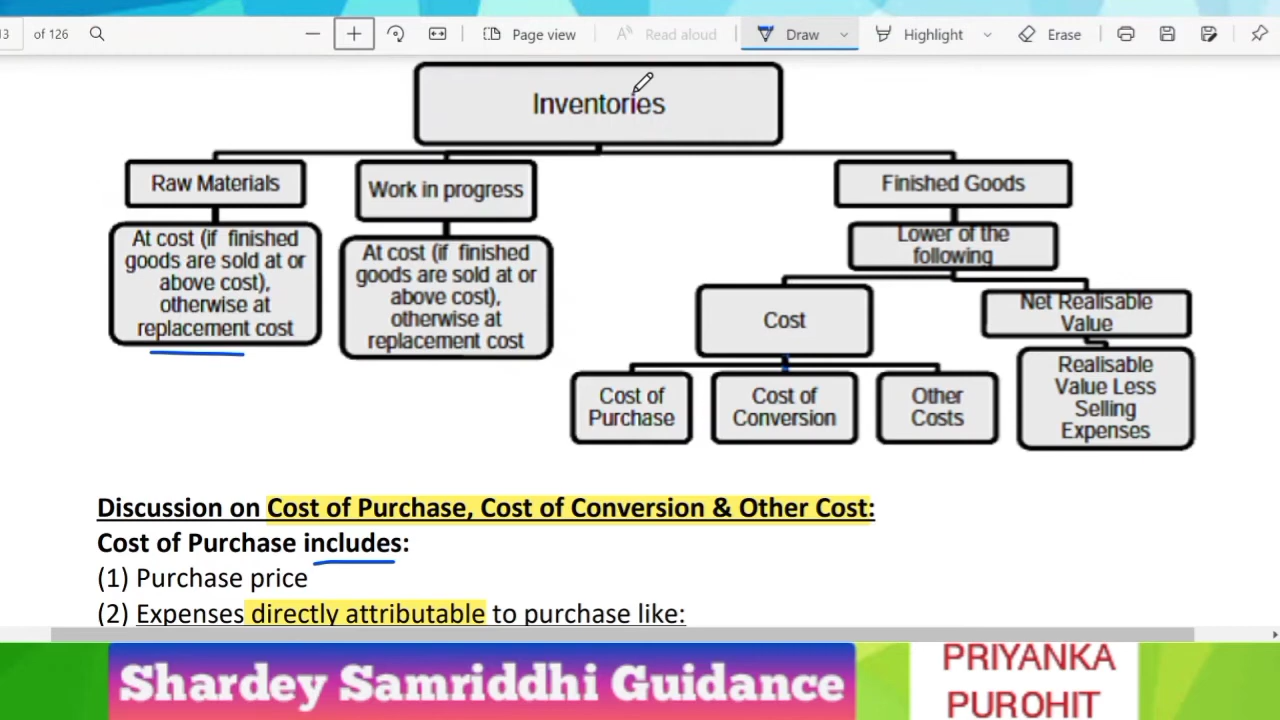 13 of 126 Page view Read aloud Draw Highlight Erase
Inventories
Raw Materials
At cost (if finished
goods are sold at or
above cost),
otherwise at
replacement cost
Work in progress
At cost (if finished
goods are sold at or
above cost),
otherwise at
replacement cost
Finished Goods
Lower of the
following
Cost
Net Realisable
Value
Cost of
Purchase
Cost of
Conversion
Other
Costs
Realisable
Value Less
Selling
Expenses
Discussion on Cost of Purchase, Cost of Conversion & Other Cost:
Cost of Purchase includes:
(1) Purchase price
(2) Expenses directly attributable to purchase like:
Shardey Samriddhi Guidance
PRIYANKA
PUROHIT